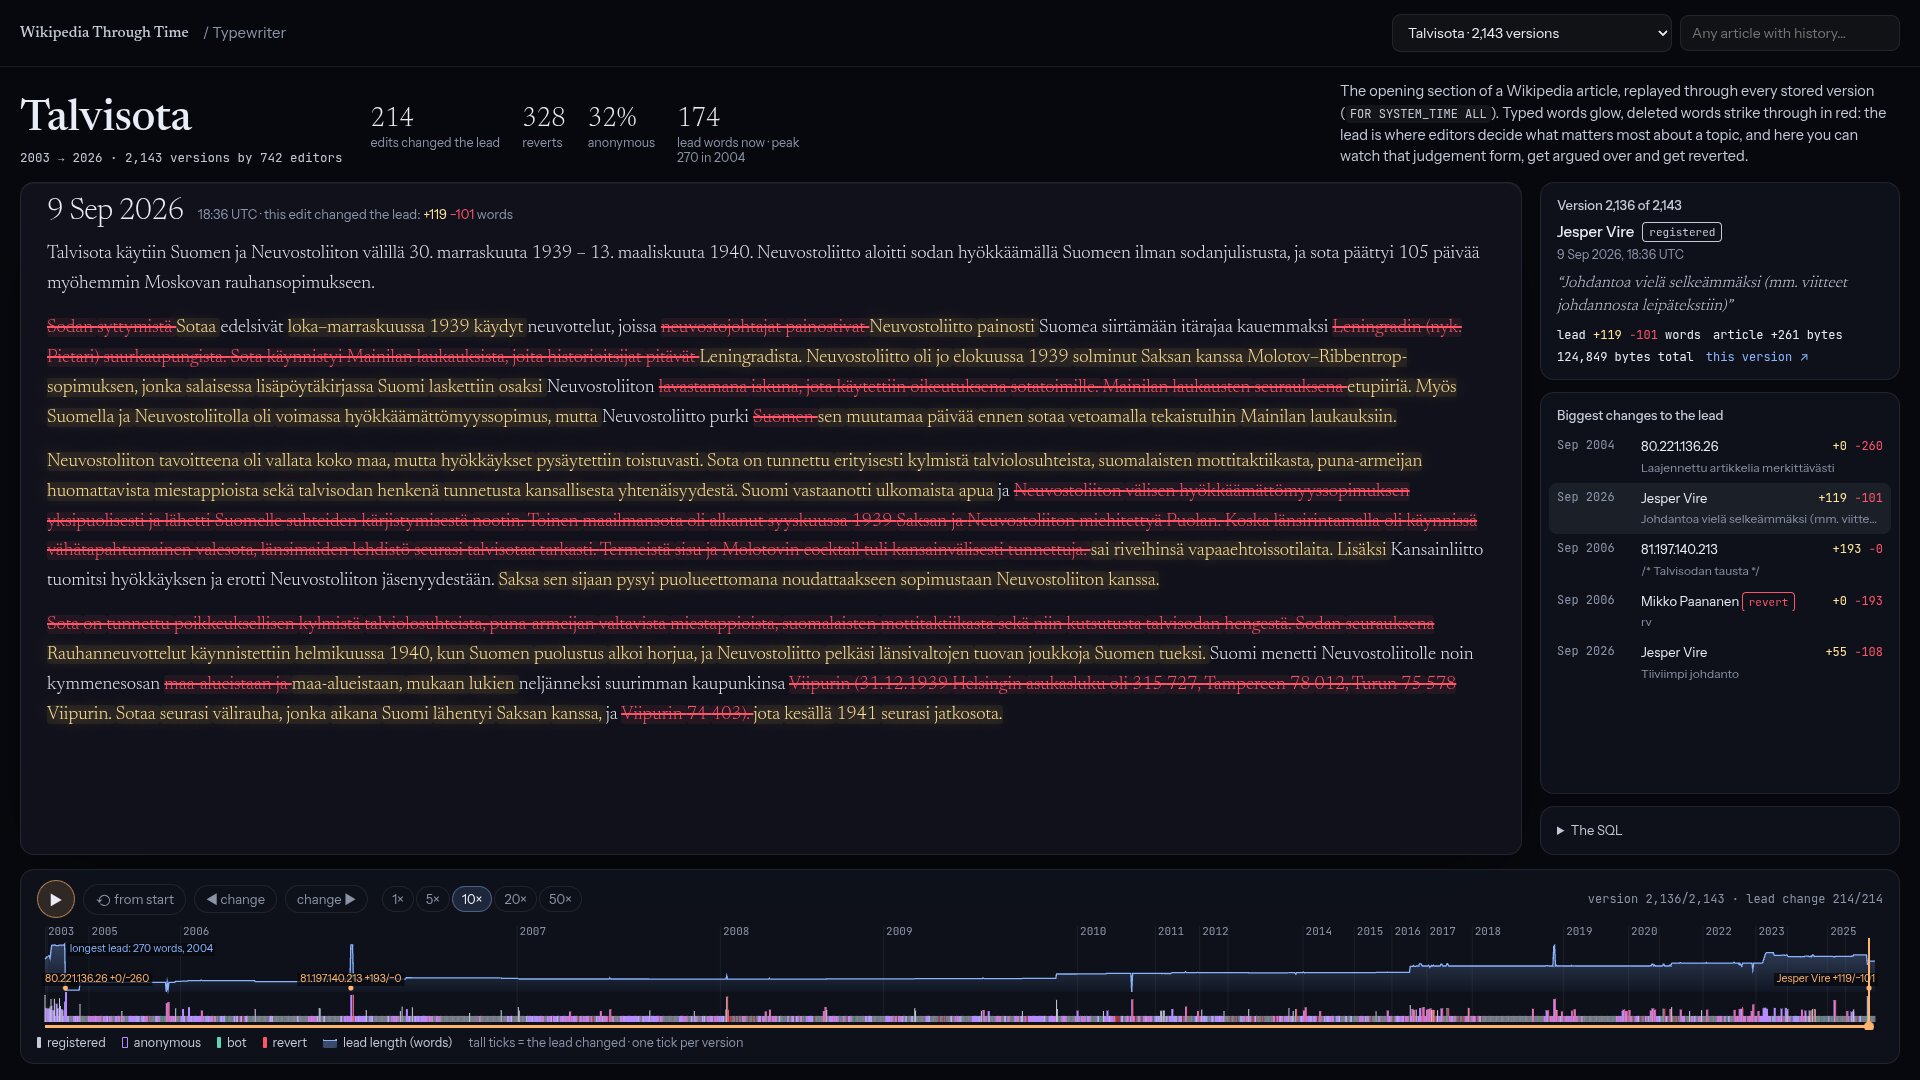 Wikipedia Through Time / Typewriter
Talvisota · 2,143 versions
Any article with history…
Talvisota
2003 → 2026 · 2,143 versions by 742 editors
214
edits changed the lead
328
reverts
32%
anonymous
174
lead words now · peak
270 in 2004
The opening section of a Wikipedia article, replayed through every stored version
( FOR SYSTEM_TIME ALL ). Typed words glow, deleted words strike through in red: the
lead is where editors decide what matters most about a topic, and here you can
watch that judgement form, get argued over and get reverted.
9 Sep 2026 18:36 UTC · this edit changed the lead: +119 −101 words
Talvisota käytiin Suomen ja Neuvostoliiton välillä 30. marraskuuta 1939 – 13. maaliskuuta 1940. Neuvostoliitto aloitti sodan hyökkäämällä Suomeen ilman sodanjulistusta, ja sota päättyi 105 päivää
myöhemmin Moskovan rauhansopimukseen.
Sodan syttymistä Sotaa edelsivät loka–marraskuussa 1939 käydyt neuvottelut, joissa neuvostojohtajat painostivat Neuvostoliitto painosti Suomea siirtämään itärajaa kauemmaksi Leningradin (nyk.
Pietari) suurkaupungista. Sota käynnistyi Mainilan laukauksista, joita historioitsijat pitävät Leningradista. Neuvostoliitto oli jo elokuussa 1939 solminut Saksan kanssa Molotov–Ribbentrop-
sopimuksen, jonka salaisessa lisäpöytäkirjassa Suomi laskettiin osaksi Neuvostoliiton lavastamana iskuna, jota käytettiin oikeutuksena sotatoimille. Mainilan laukausten seurauksena etupiiriä. Myös
Suomella ja Neuvostoliitolla oli voimassa hyökkäämättömyyssopimus, mutta Neuvostoliitto purki Suomen sen muutamaa päivää ennen sotaa vetoamalla tekaistuihin Mainilan laukauksiin.
Neuvostoliiton tavoitteena oli vallata koko maa, mutta hyökkäykset pysäytettiin toistuvasti. Sota on tunnettu erityisesti kylmistä talviolosuhteista, suomalaisten mottitaktiikasta, puna-armeijan
huomattavista miestappioista sekä talvisodan henkenä tunnetusta kansallisesta yhtenäisyydestä. Suomi vastaanotti ulkomaista apua ja Neuvostoliiton välisen hyökkäämättömyyssopimuksen
yksipuolisesti ja lähetti Suomelle suhteiden kärjistymisestä nootin. Toinen maailmansota oli alkanut syyskuussa 1939 Saksan ja Neuvostoliiton miehitettyä Puolan. Koska länsirintamalla oli käynnissä
vähätapahtumainen valesota, länsimaiden lehdistö seurasi talvisotaa tarkasti. Termeistä sisu ja Molotovin cocktail tuli kansainvälisesti tunnettuja. sai riveihinsä vapaaehtoissotilaita. Lisäksi Kansainliitto
tuomitsi hyökkäyksen ja erotti Neuvostoliiton jäsenyydestään. Saksa sen sijaan pysyi puolueettomana noudattaakseen sopimustaan Neuvostoliiton kanssa.
Sota on tunnettu poikkeuksellisen kylmistä talviolosuhteista, puna-armeijan valtavista miestappioista, suomalaisten mottitaktiikasta sekä niin kutsutusta talvisodan hengestä. Sodan seurauksena
Rauhanneuvottelut käynnistettiin helmikuussa 1940, kun Suomen puolustus alkoi horjua, ja Neuvostoliitto pelkäsi länsivaltojen tuovan joukkoja Suomen tueksi. Suomi menetti Neuvostoliitolle noin
kymmenesosan maa-alueistaan ja maa-alueistaan, mukaan lukien neljänneksi suurimman kaupunkinsa Viipurin (31.12.1939 Helsingin asukasluku oli 315 727, Tampereen 78 012, Turun 75 578
Viipurin. Sotaa seurasi välirauha, jonka aikana Suomi lähentyi Saksan kanssa, ja Viipurin 74 403). jota kesällä 1941 seurasi jatkosota.
Version 2,136 of 2,143
Jesper Vire registered
9 Sep 2026, 18:36 UTC
“Johdantoa vielä selkeämmäksi (mm. viitteet
johdannosta leipätekstiin)”
lead +119 -101 words article +261 bytes
124,849 bytes total this version ↗
Biggest changes to the lead
Sep 2004 80.221.136.26 +0 -260
Laajennettu artikkelia merkittävästi
Sep 2026 Jesper Vire +119 -101
Johdantoa vielä selkeämmäksi (mm. viitte…
Sep 2006 81.197.140.213 +193 -0
/* Talvisodan tausta */
Sep 2006 Mikko Paananen revert +0 -193
rv
Sep 2026 Jesper Vire +55 -108
Tiiviimpi johdanto
▶ The SQL
▶ from start ◀ change change ▶ 1× 5× 10× 20× 50× version 2,136/2,143 · lead change 214/214
2003 2005 2006 2007 2008 2009 2010 2011 2012 2014 2015 2016 2017 2018 2019 2020 2022 2023 2025
longest lead: 270 words, 2004
80.221.136.26 +0/−260 81.197.140.213 +193/−0 Jesper Vire +119/−101
registered anonymous bot revert lead length (words) tall ticks = the lead changed · one tick per version